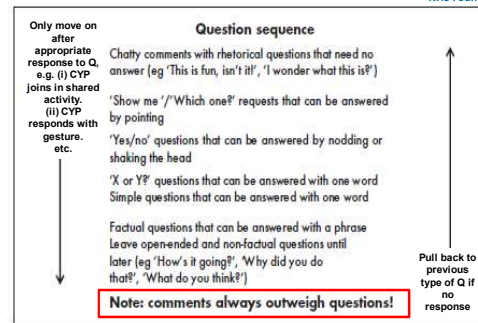 Only move on
after
appropriate
response to Q,
e.g. (i) CYP
joins in shared
activity.
(ii) CYP
responds with
gesture.
etc.
Question sequence
Chatty comments with rhetorical questions that need no
answer (eg ‘This is fun, isn’t it!’, ‘I wonder what this is?’)
‘Show me ’/‘Which one?’ requests that can be answered
by pointing
‘Yes/no’ questions that can be answered by nodding or
shaking the head
‘X or Y?’ questions that can be answered with one word
Simple questions that can be answered with one word
Factual questions that can be answered with a phrase
Leave open-ended and non-factual questions until
later (eg ‘How’s it going?’, ‘Why did you do
that?’, ‘What do you think?’)
Note: comments always outweigh questions!
Pull back to
previous
type of Q if
no
response